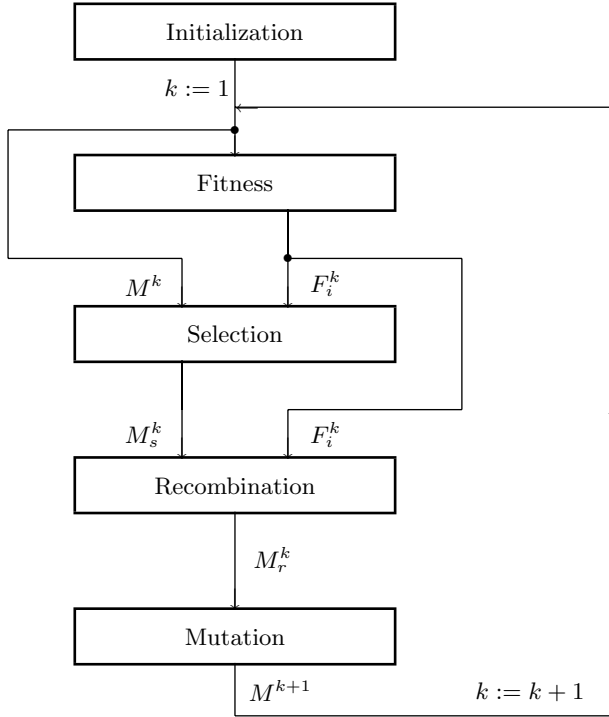 Initialization
k := 1
Fitness
M^k F_i^k
Selection
M_s^k F_i^k
Recombination
M_r^k
Mutation
M^{k+1} k := k + 1